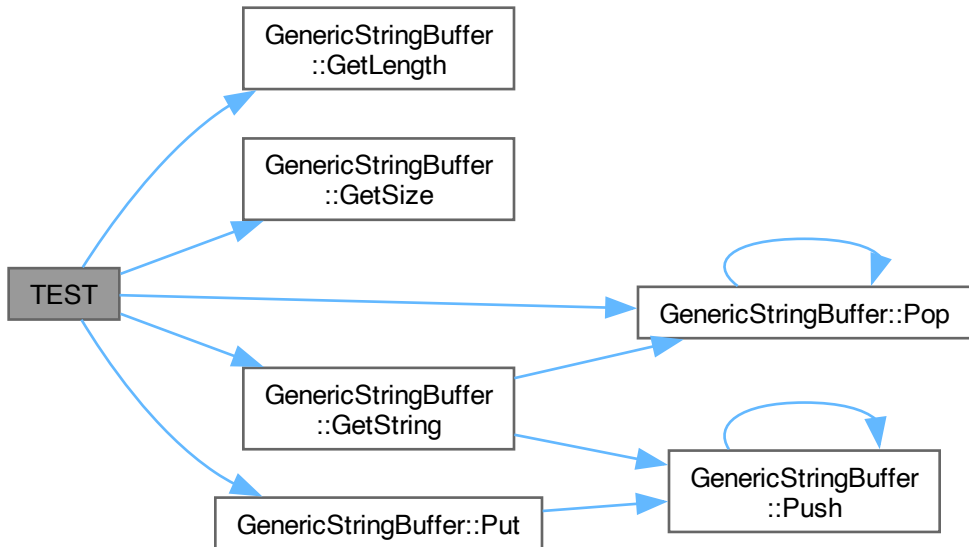 GenericStringBuffer
::GetLength
GenericStringBuffer
::GetSize
TEST
GenericStringBuffer::Pop
GenericStringBuffer
::GetString
GenericStringBuffer
::Push
GenericStringBuffer::Put